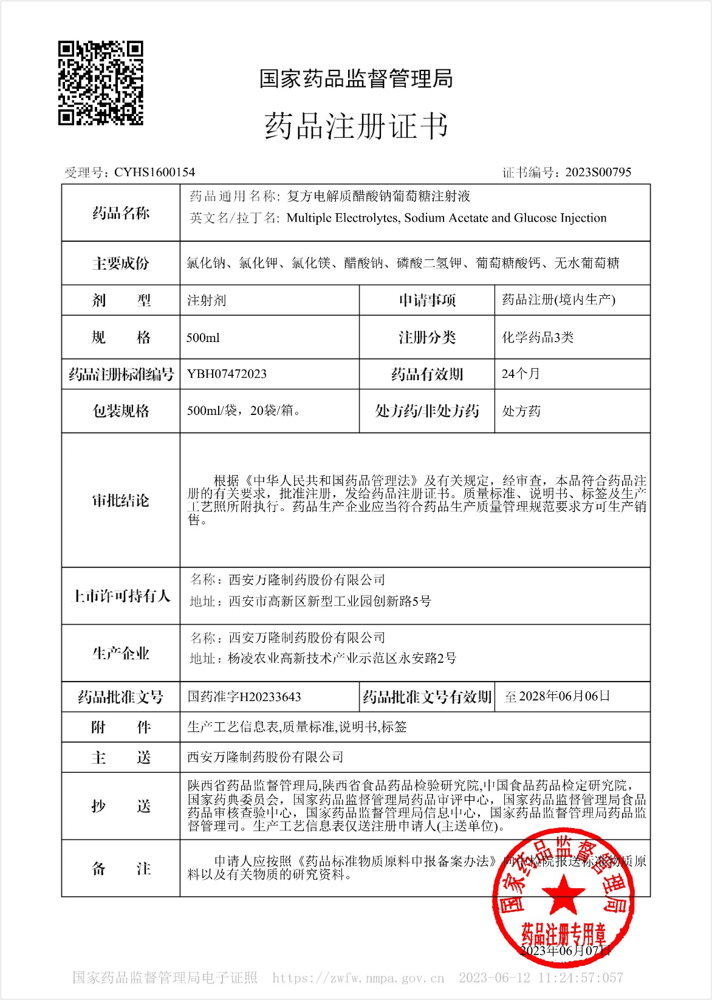 国家药品监督管理局
药品注册证书
受理号：CYHS1600154 证书编号：2023S00795
药品名称
药品通用名称：复方电解质醋酸钠葡萄糖注射液
英文名/拉丁名：Multiple Electrolytes, Sodium Acetate and Glucose Injection
主要成份 氯化钠、氯化钾、氯化镁、醋酸钠、磷酸二氢钾、葡萄糖酸钙、无水葡萄糖
剂 型 注射剂 申请事项 药品注册(境内生产)
规 格 500ml 注册分类 化学药品3类
药品注册标准编号 YBH07472023 药品有效期 24个月
包装规格 500ml/袋，20袋/箱。 处方药/非处方药 处方药
审批结论
根据《中华人民共和国药品管理法》及有关规定，经审查，本品符合药品注
册的有关要求，批准注册，发给药品注册证书。质量标准、说明书、标签及生产
工艺照所附执行。药品生产企业应当符合药品生产质量管理规范要求方可生产销
售。
上市许可持有人
名称：西安万隆制药股份有限公司
地址：西安市高新区新型工业园创新路5号
生产企业
名称：西安万隆制药股份有限公司
地址：杨凌农业高新技术产业示范区永安路2号
药品批准文号 国药准字H20233643 药品批准文号有效期 至2028年06月06日
附 件 生产工艺信息表,质量标准,说明书,标签
主 送 西安万隆制药股份有限公司
抄 送
陕西省药品监督管理局,陕西省食品药品检验研究院,中国食品药品检定研究院，
国家药典委员会，国家药品监督管理局药品审评中心，国家药品监督管理局食品
药品审核查验中心，国家药品监督管理局信息中心，国家药品监督管理局药品监
督管理司。生产工艺信息表仅送注册申请人(主送单位)。
备 注
申请人应按照《药品标准物质原料申报备案办法》向中检院报送标准物质原
料以及有关物质的研究资料。
国家药品监督管理局
药品注册专用章
2023年06月07日
国家药品监督管理局电子证照 https://zwfw.nmpa.gov.cn 2023-06-12 11:24:57:057